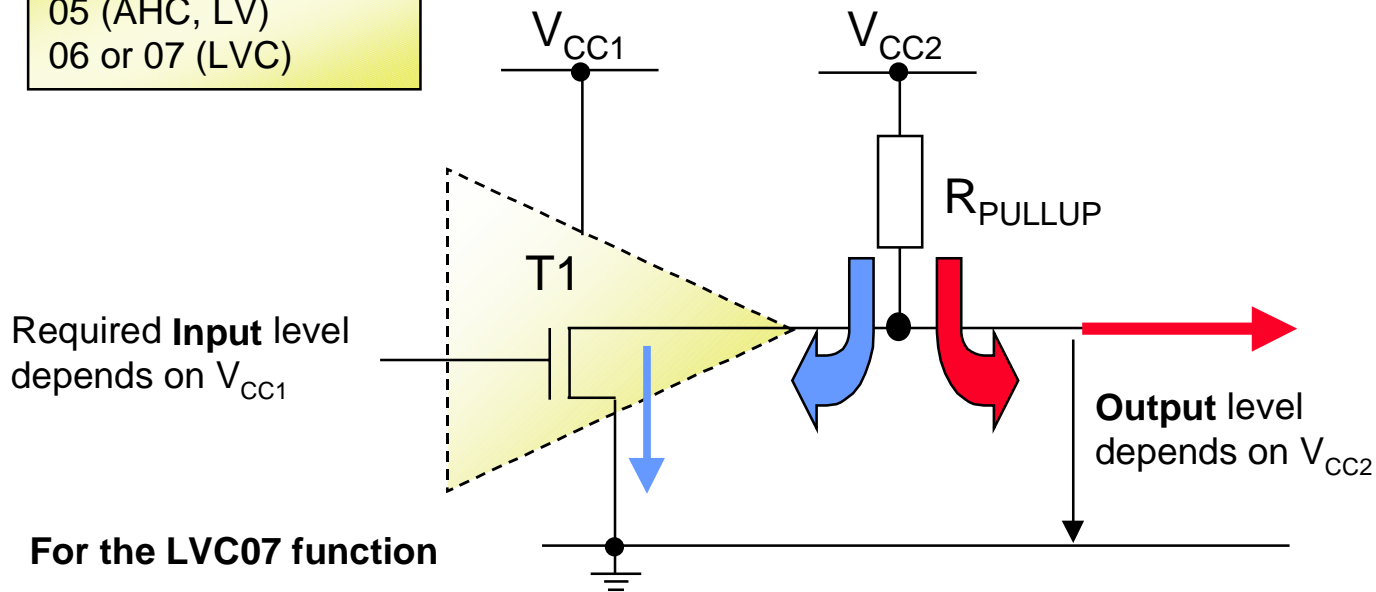 05 (AHC, LV)
06 or 07 (LVC)
VCC1
VCC2
RPULLUP
T1
Required Input level
depends on VCC1
Output level
depends on VCC2
For the LVC07 function